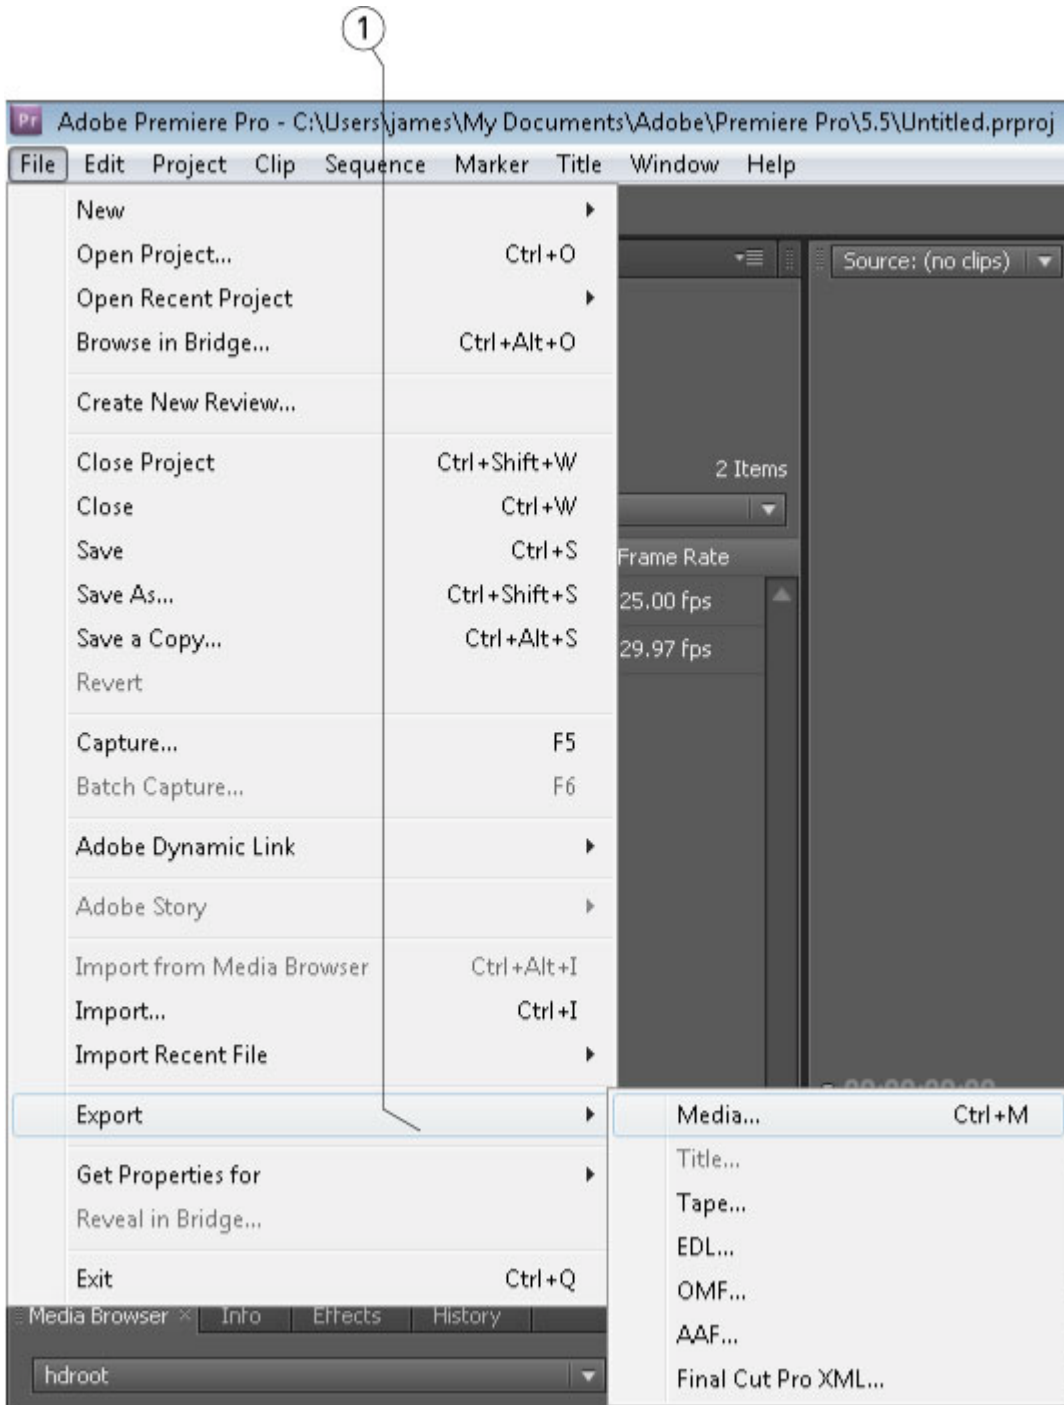 1
Pr Adobe Premiere Pro - C:\Users\james\My Documents\Adobe\Premiere Pro\5.5\Untitled.prproj
File Edit Project Clip Sequence Marker Title Window Help
New
Open Project... Ctrl+O
Open Recent Project
Browse in Bridge... Ctrl+Alt+O
Create New Review...
Close Project Ctrl+Shift+W
Close Ctrl+W
Save Ctrl+S
Save As... Ctrl+Shift+S
Save a Copy... Ctrl+Alt+S
Revert
Capture... F5
Batch Capture... F6
Adobe Dynamic Link
Adobe Story
Import from Media Browser Ctrl+Alt+I
Import... Ctrl+I
Import Recent File
Export
Get Properties for
Reveal in Bridge...
Exit Ctrl+Q
Source: (no clips)
2 Items
Frame Rate
25.00 fps
29.97 fps
Media... Ctrl+M
Title...
Tape...
EDL...
OMF...
AAF...
Final Cut Pro XML...
Media Browser Info Effects History
hdroot